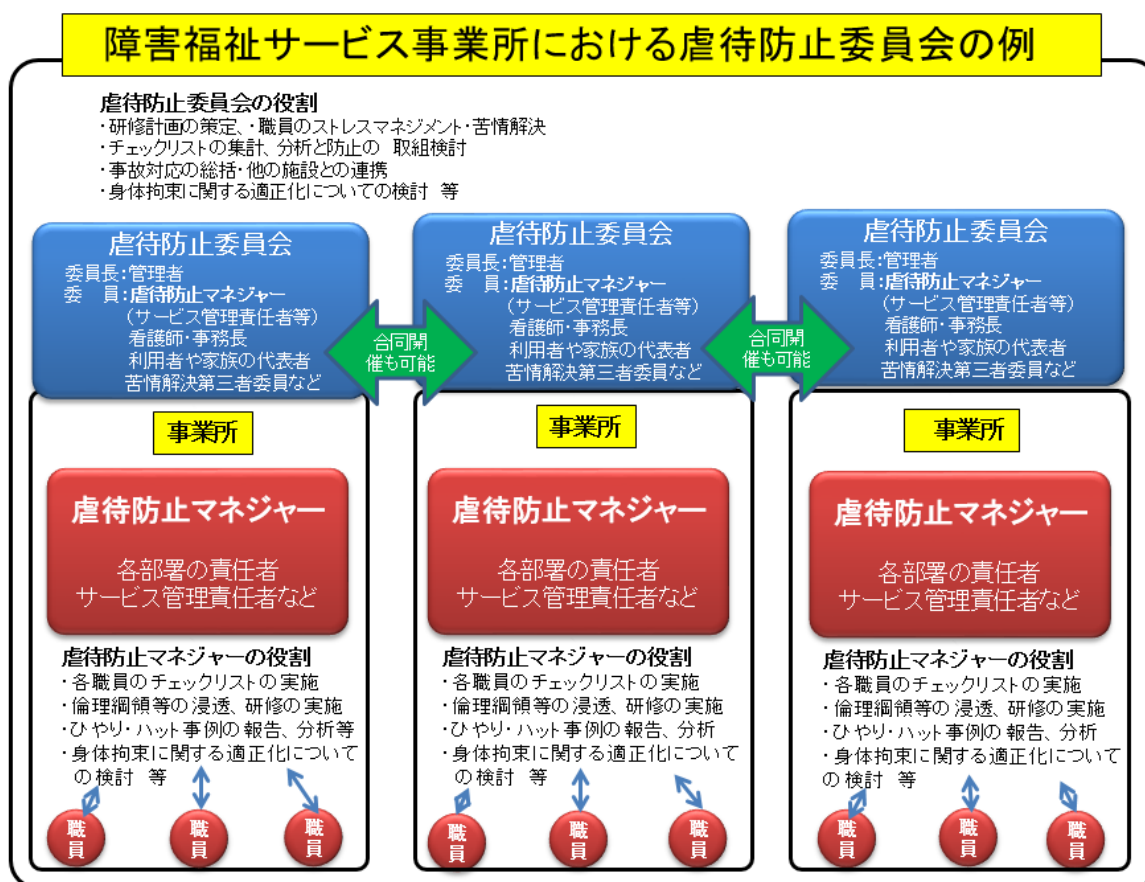 障害福祉サービス事業所における虐待防止委員会の例
虐待防止委員会の役割
・研修計画の策定、・職員のストレスマネジメント・苦情解決
・チェックリストの集計、分析と防止の 取組検討
・事故対応の総括・他の施設との連携
・身体拘束に関する適正化についての検討 等
虐待防止委員会
委員長:管理者
委 員:虐待防止マネジャー
(サービス管理責任者等)
看護師・事務長
利用者や家族の代表者
苦情解決第三者委員など
合同開
催も可能
虐待防止委員会
委員長:管理者
委 員:虐待防止マネジャー
(サービス管理責任者等)
看護師・事務長
利用者や家族の代表者
苦情解決第三者委員など
合同開
催も可能
虐待防止委員会
委員長:管理者
委 員:虐待防止マネジャー
(サービス管理責任者等)
看護師・事務長
利用者や家族の代表者
苦情解決第三者委員など
事業所
虐待防止マネジャー
各部署の責任者
サービス管理責任者など
虐待防止マネジャーの役割
・各職員のチェックリストの実施
・倫理綱領等の浸透、研修の実施
・ひやり・ハット事例の報告、分析等
・身体拘束に関する適正化について
の検討 等
職員
職員
職員
事業所
虐待防止マネジャー
各部署の責任者
サービス管理責任者など
虐待防止マネジャーの役割
・各職員のチェックリストの実施
・倫理綱領等の浸透、研修の実施
・ひやり・ハット事例の報告、分析
・身体拘束に関する適正化について
の検討 等
職員
職員
職員
事業所
虐待防止マネジャー
各部署の責任者
サービス管理責任者など
虐待防止マネジャーの役割
・各職員のチェックリストの実施
・倫理綱領等の浸透、研修の実施
・ひやり・ハット事例の報告、分析
・身体拘束に関する適正化について
の検討 等
職員
職員
職員